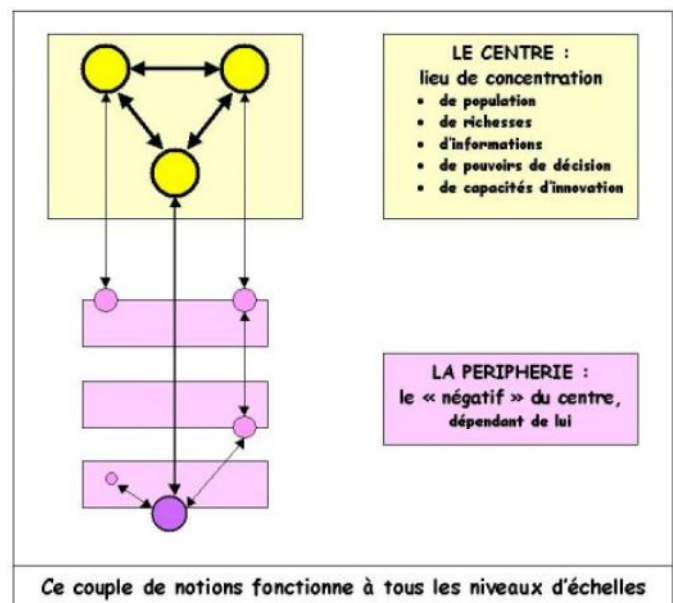 LE CENTRE :
lieu de concentration
• de population
• de richesses
• d'informations
• de pouvoirs de décision
• de capacités d'innovation
LA PERIPHERIE :
le « négatif » du centre,
dépendant de lui
Ce couple de notions fonctionne à tous les niveaux d'échelles